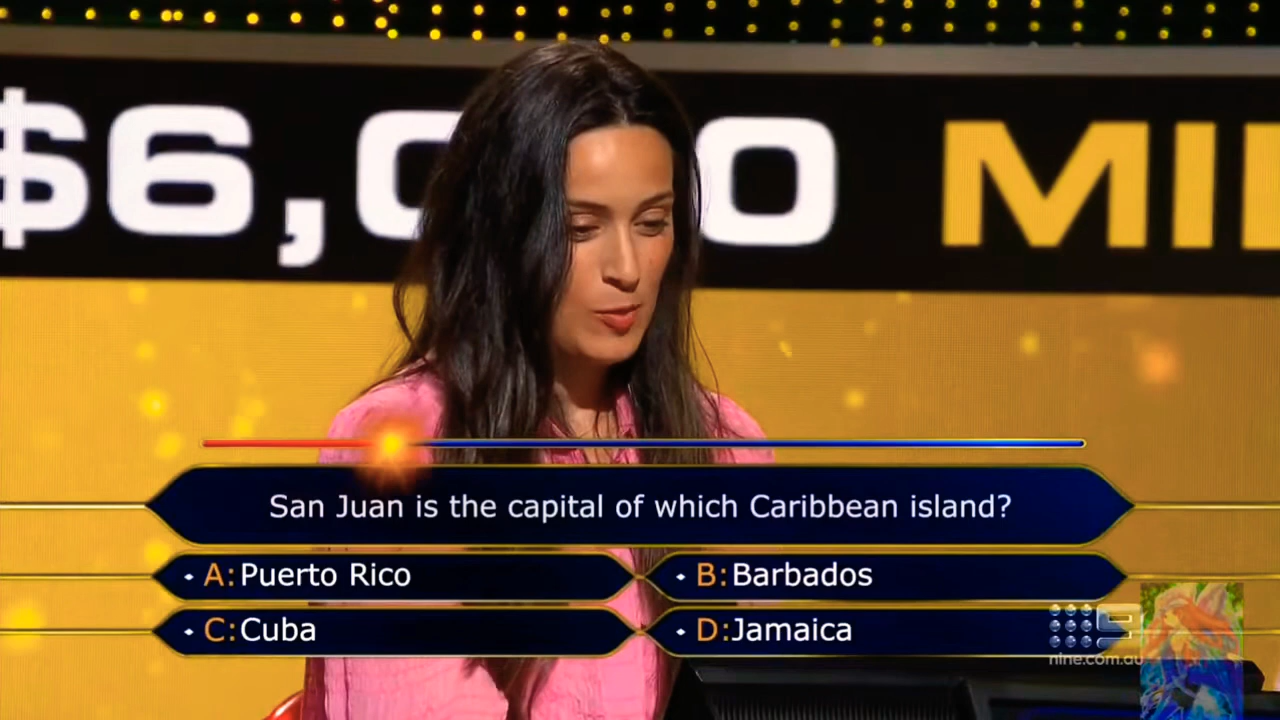 $6,0 0 MI
San Juan is the capital of which Caribbean island?
A: Puerto Rico
B: Barbados
C: Cuba
D: Jamaica
9
nine.com.au